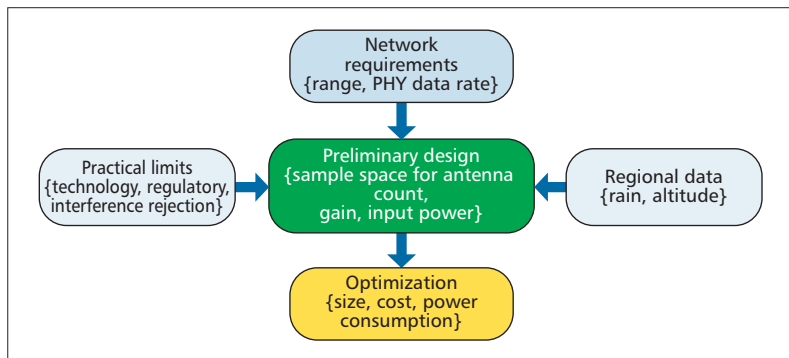 Network
requirements
{range, PHY data rate}
Practical limits
{technology, regulatory,
interference rejection}
Preliminary design
{sample space for antenna
count,
gain, input power}
Regional data
{rain, altitude}
Optimization
{size, cost, power
consumption}